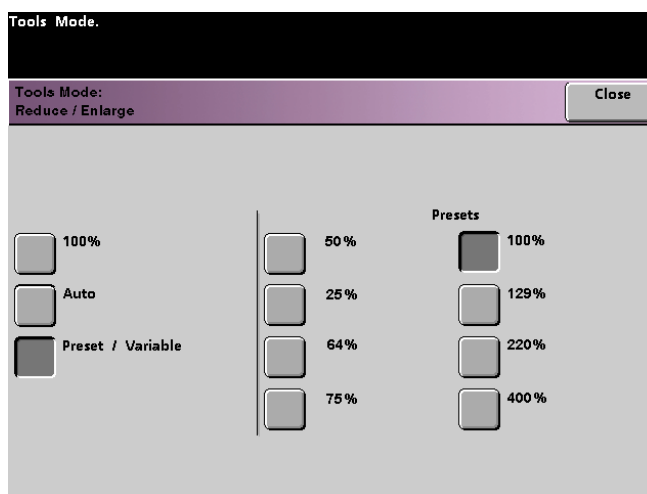 Tools Mode.
Tools Mode:
Reduce / Enlarge
Close
100%
Auto
Preset / Variable
Presets
50%
25%
64%
75%
100%
129%
220%
400%